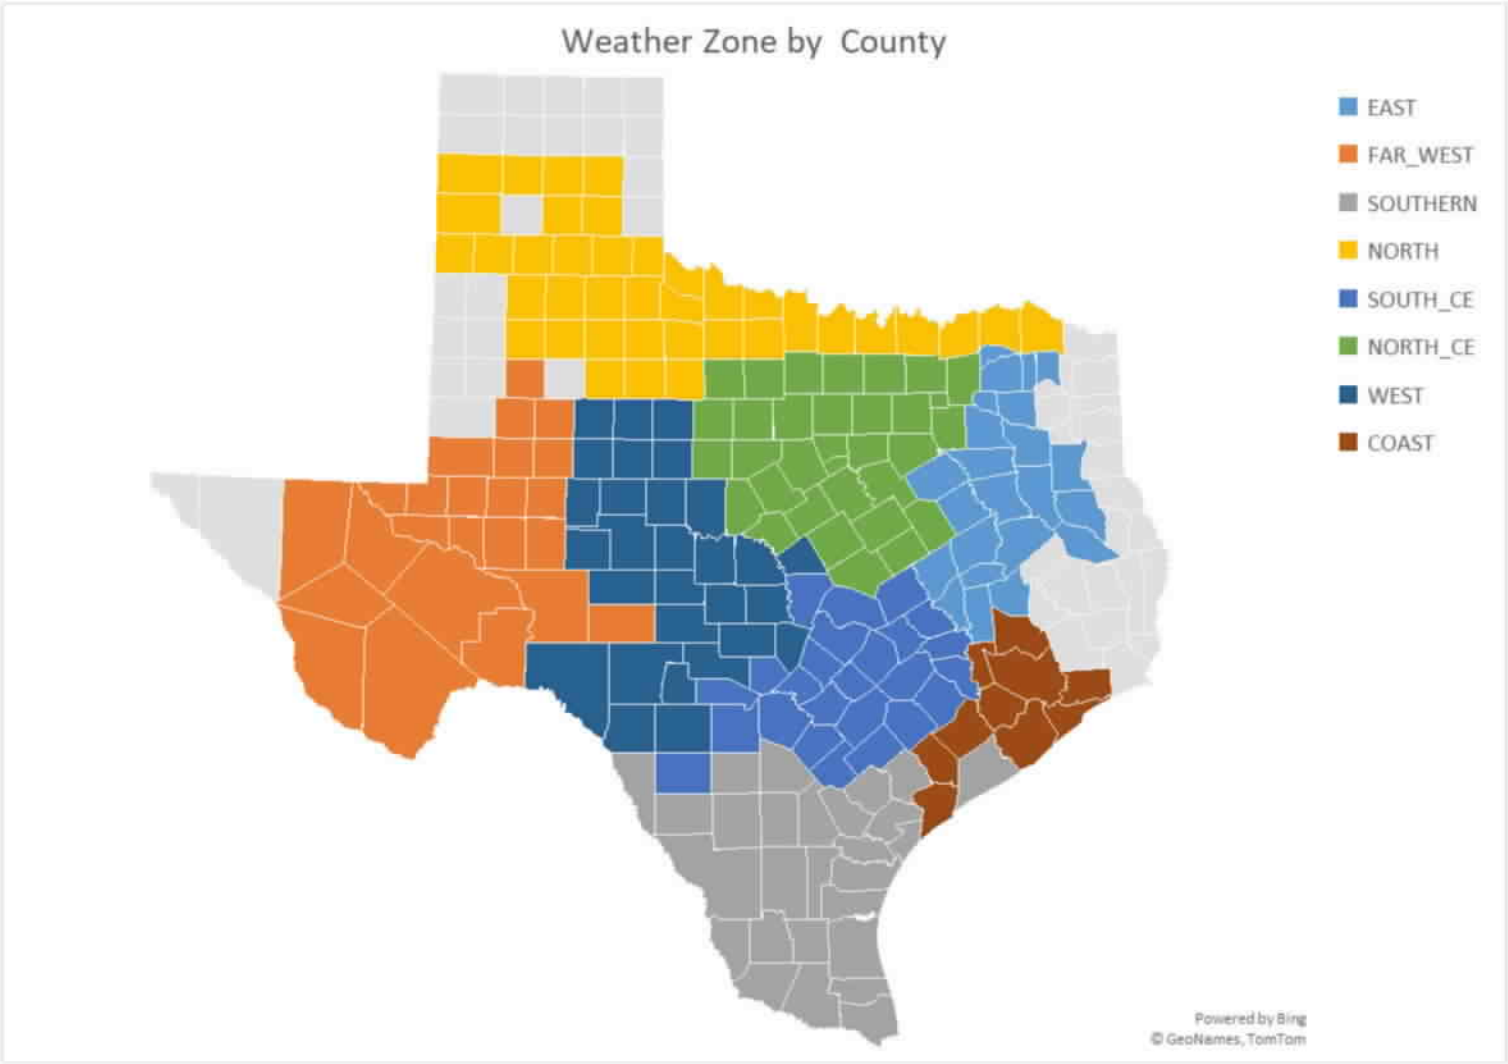 Weather Zone by County
EAST
FAR_WEST
SOUTHERN
NORTH
SOUTH_CE
NORTH_CE
WEST
COAST
Powered by Bing
© GeoNames, TomTom